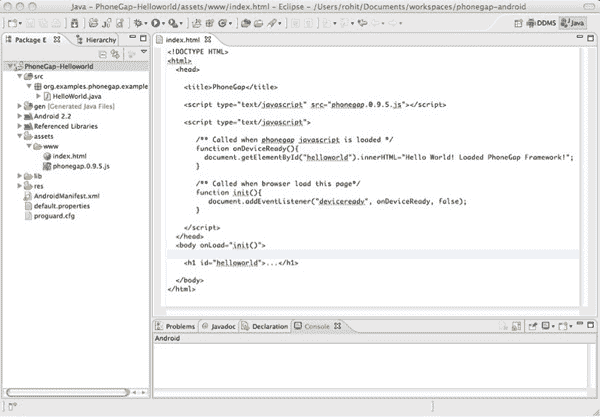 Java - PhoneGap-Helloworld/assets/www/index.html - Eclipse - /Users/rohit/Documents/workspaces/phonegap-android
DDMS
Java
Package E
Hierarchy
PhoneGap-Helloworld
src
org.examples.phonegap.example
HelloWorld.java
gen [Generated Java Files]
Android 2.2
Referenced Libraries
assets
www
index.html
phonegap.0.9.5.js
lib
res
AndroidManifest.xml
default.properties
proguard.cfg
index.html
<!DOCTYPE HTML>
<html>
<head>
<title>PhoneGap</title>
<script type="text/javascript" src="phonegap.0.9.5.js"></script>
<script type="text/javascript">
/** Called when phonegap javascript is loaded */
function onDeviceReady(){
document.getElementById("helloworld").innerHTML="Hello World! Loaded PhoneGap Framework!";
}
/** Called when browser load this page*/
function init(){
document.addEventListener("deviceready", onDeviceReady, false);
}
</script>
</head>
<body onLoad="init()">
<h1 id="helloworld">...</h1>
</body>
</html>
Problems
@ Javadoc
Declaration
Console
Android